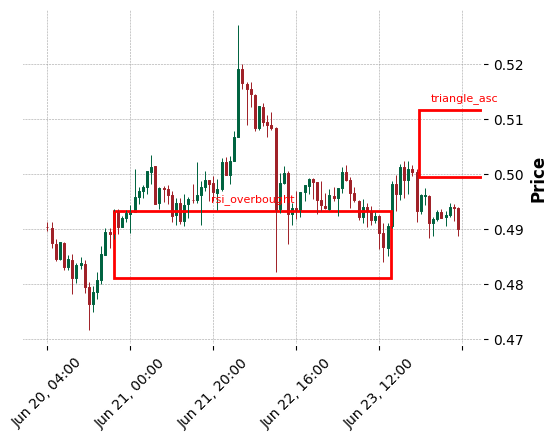 0.52
triangle_asc
0.51
0.50
Price
rsi_overbought
0.49
0.48
0.47
Jun 20, 04:00
Jun 21, 00:00
Jun 21, 20:00
Jun 22, 16:00
Jun 23, 12:00